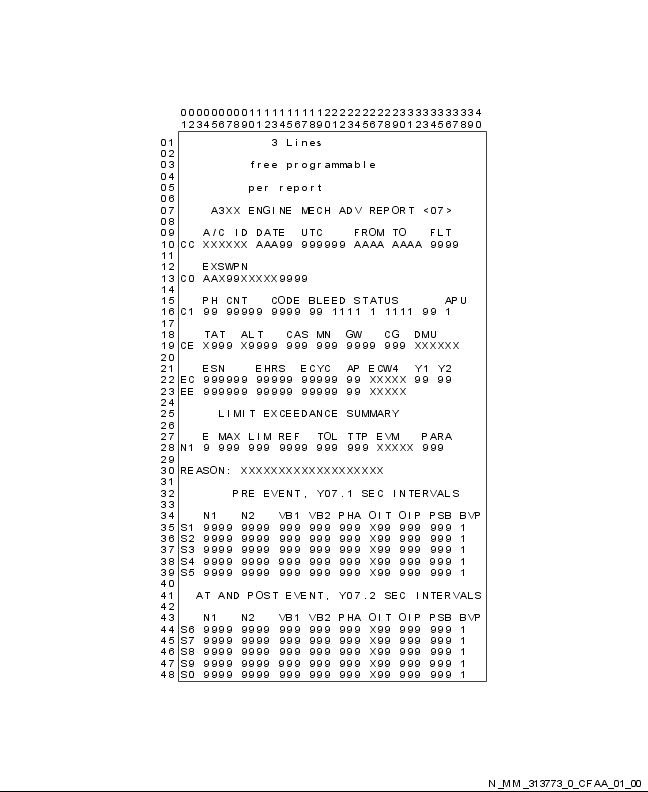 0000000001111111111222222222233333333334
1234567890123456789012345678901234567890
01 3 Lines
02
03 free programmable
04
05 per report
06
07 A3XX ENGINE MECH ADV REPORT <07>
08
09 A/C ID DATE UTC FROM TO FLT
10 CC XXXXXX AAA99 999999 AAAA AAAA 9999
11
12 EXSWPN
13 C0 AAX99XXXXX9999
14
15 PH CNT CODE BLEED STATUS APU
16 C1 99 99999 9999 99 1111 1 1111 99 1
17
18 TAT ALT CAS MN GW CG DMU
19 CE X999 X9999 999 999 9999 999 XXXXXX
20
21 ESN EHRS ECYC AP ECW4 Y1 Y2
22 EC 999999 99999 99999 99 XXXXX 99 99
23 EE 999999 99999 99999 99 XXXXX
24
25 LIMIT EXCEEDANCE SUMMARY
26
27 E MAX LIM REF TOL TTP EVM PARA
28 N1 9 999 999 9999 999 999 XXXXX 999
29
30 REASON: XXXXXXXXXXXXXXXXXXX
31
32 PRE EVENT, Y07.1 SEC INTERVALS
33
34 N1 N2 VB1 VB2 PHA OIT OIP PSB BVP
35 S1 9999 9999 999 999 999 X99 999 999 1
36 S2 9999 9999 999 999 999 X99 999 999 1
37 S3 9999 9999 999 999 999 X99 999 999 1
38 S4 9999 9999 999 999 999 X99 999 999 1
39 S5 9999 9999 999 999 999 X99 999 999 1
40
41 AT AND POST EVENT, Y07.2 SEC INTERVALS
42
43 N1 N2 VB1 VB2 PHA OIT OIP PSB BVP
44 S6 9999 9999 999 999 999 X99 999 999 1
45 S7 9999 9999 999 999 999 X99 999 999 1
46 S8 9999 9999 999 999 999 X99 999 999 1
47 S9 9999 9999 999 999 999 X99 999 999 1
48 S0 9999 9999 999 999 999 X99 999 999 1
N_MM_313773_0_CFAA_01_00